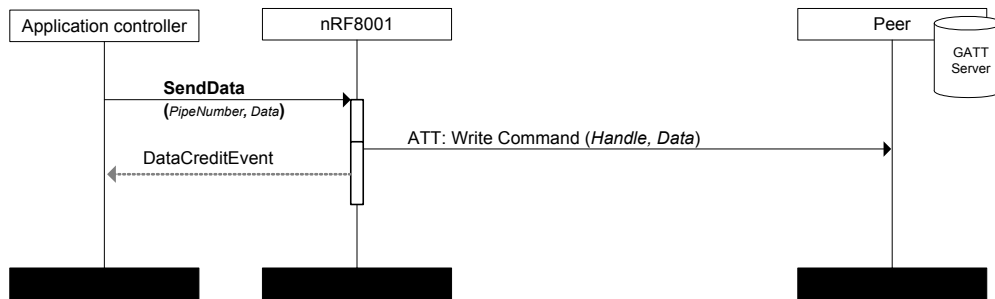 Application controller
nRF8001
Peer
GATT
Server
SendData
(PipeNumber, Data)
ATT: Write Command (Handle, Data)
DataCreditEvent